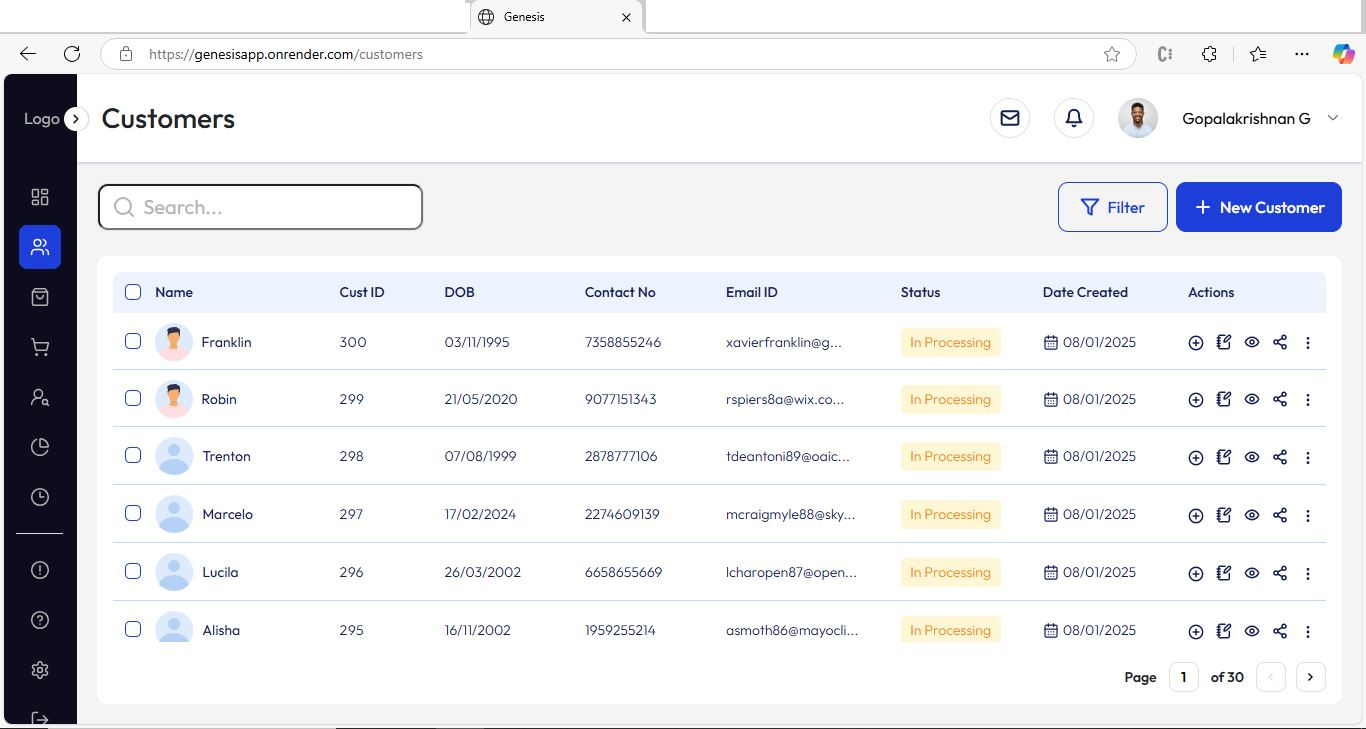 Genesis
https://genesisapp.onrender.com/customers
Logo
Customers
Gopalakrishnan G
Search...
Filter
New Customer
Name Cust ID DOB Contact No Email ID Status Date Created Actions
Franklin 300 03/11/1995 7358855246 xavierfranklin@g... In Processing 08/01/2025
Robin 299 21/05/2020 9077151343 rspiers8a@wix.co... In Processing 08/01/2025
Trenton 298 07/08/1999 2878777106 tdeantoni89@oaic... In Processing 08/01/2025
Marcelo 297 17/02/2024 2274609139 mcraigmyle88@sky... In Processing 08/01/2025
Lucila 296 26/03/2002 6658655669 lcharopen87@open... In Processing 08/01/2025
Alisha 295 16/11/2002 1959255214 asmoth86@mayocli... In Processing 08/01/2025
Page 1 of 30